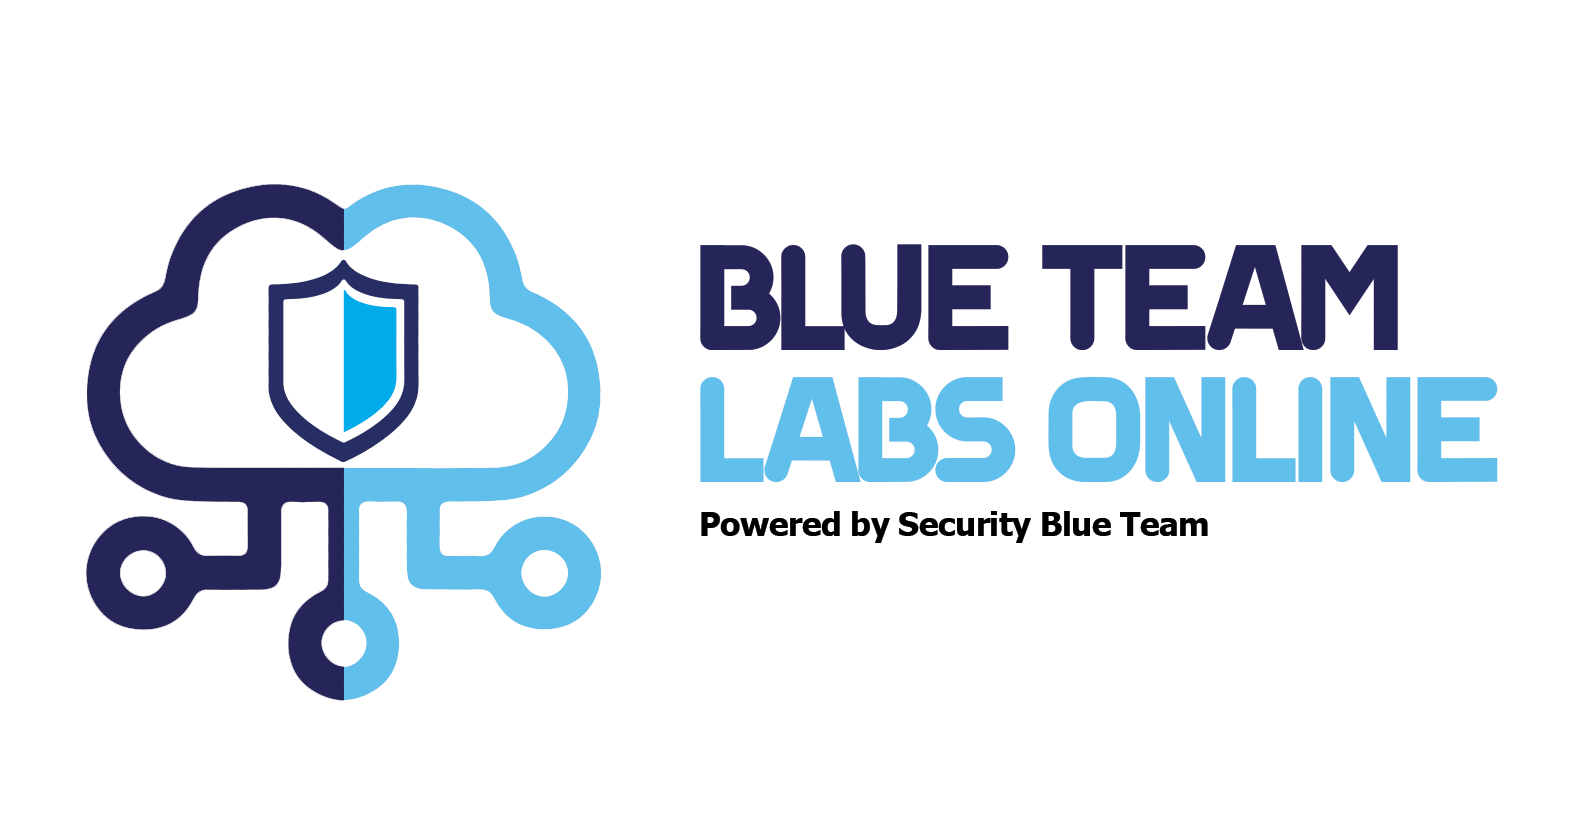 BLUE TEAM
LABS ONLINE
Powered by Security Blue Team